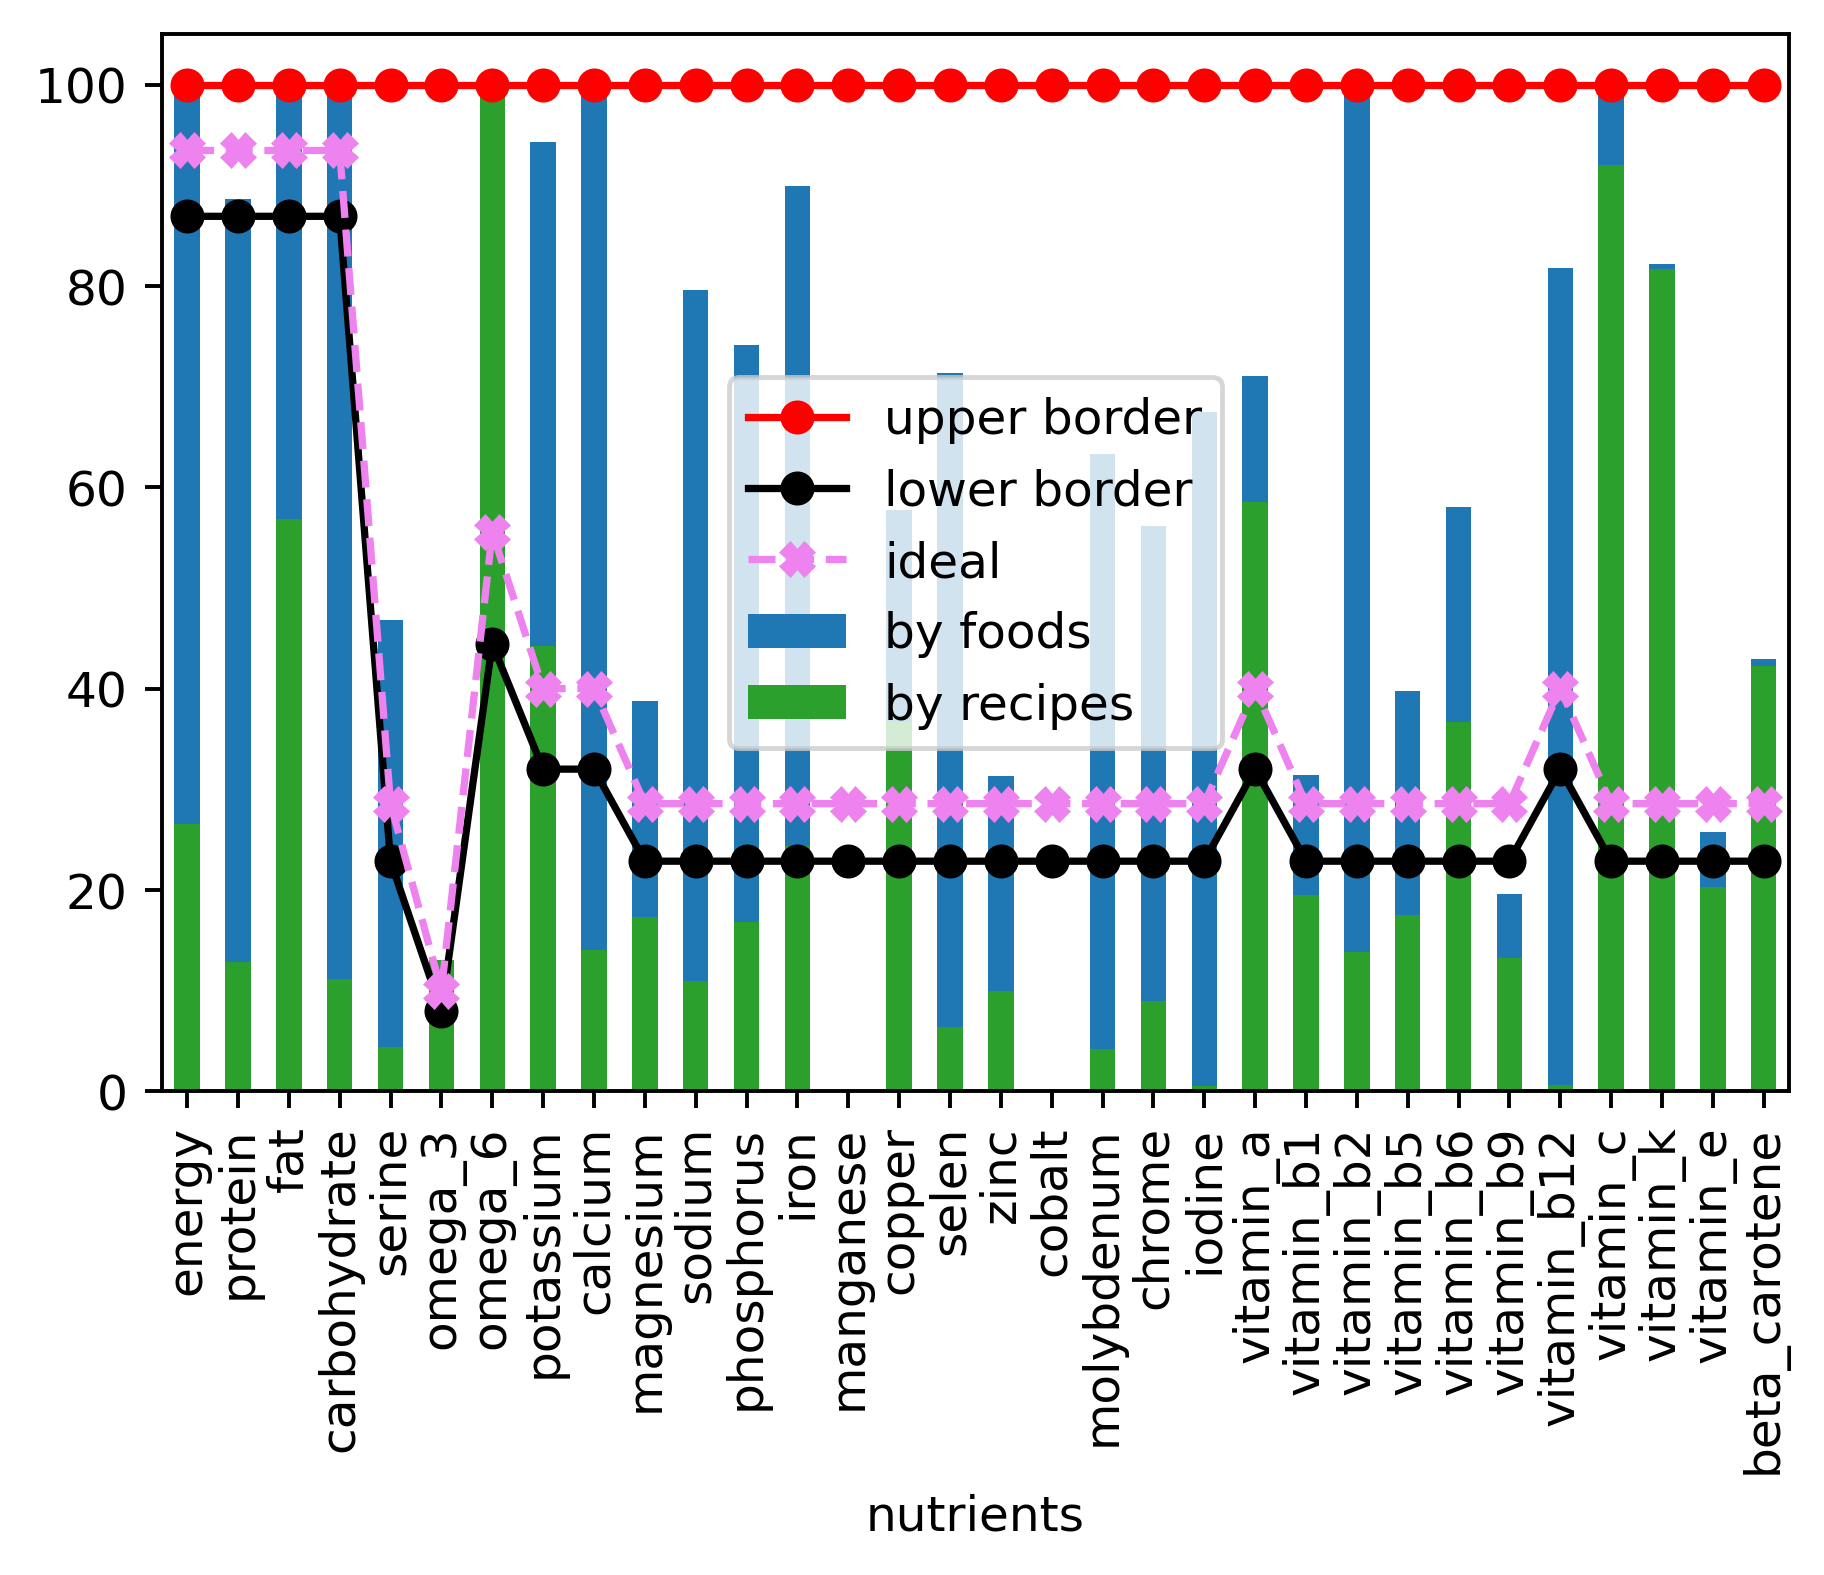 100
80
60
40
20
0
upper border
lower border
ideal
by foods
by recipes
energy
protein
fat
carbohydrate
serine
omega_3
omega_6
potassium
calcium
magnesium
sodium
phosphorus
iron
manganese
copper
selen
zinc
cobalt
molybdenum
chrome
iodine
vitamin_a
vitamin_b1
vitamin_b2
vitamin_b5
vitamin_b6
vitamin_b9
vitamin_b12
vitamin_c
vitamin_k
vitamin_e
beta_carotene
nutrients